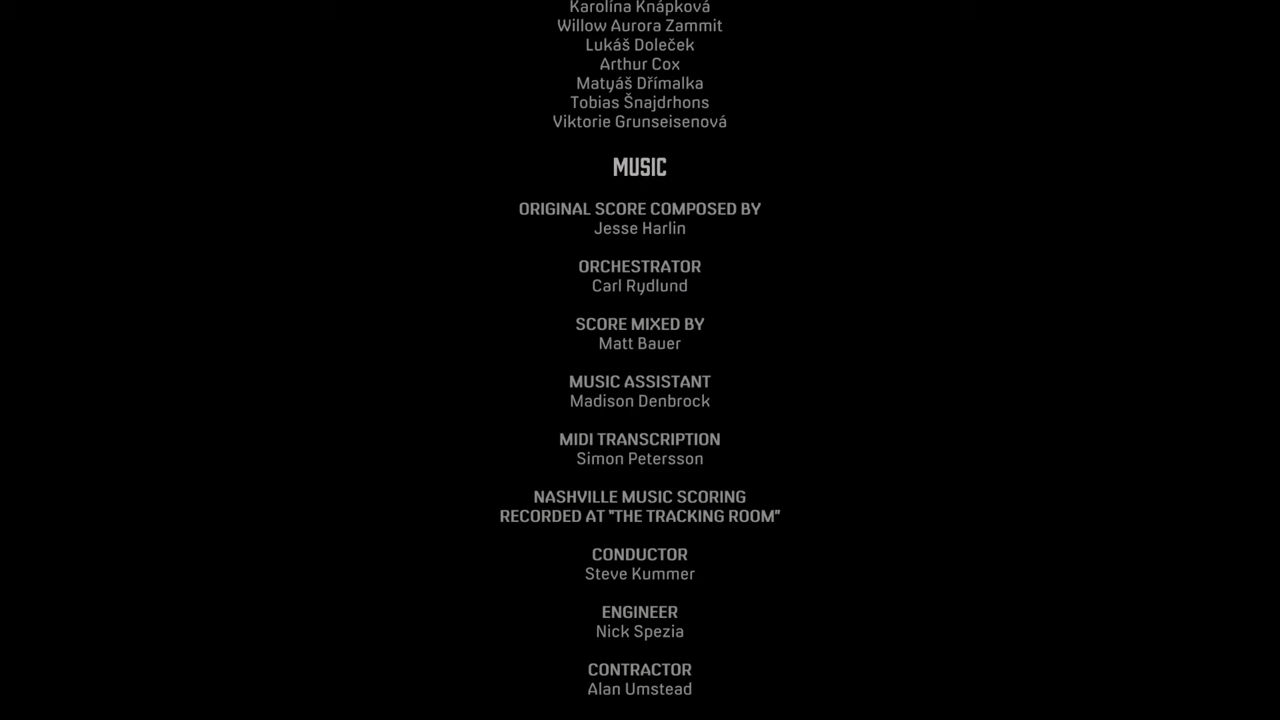 Karolína Knápková
Willow Aurora Zammit
Lukáš Doleček
Arthur Cox
Matyáš Dřímalka
Tobias Šnajdrhons
Viktorie Grunseisenová
MUSIC
ORIGINAL SCORE COMPOSED BY
Jesse Harlin
ORCHESTRATOR
Carl Rydlund
SCORE MIXED BY
Matt Bauer
MUSIC ASSISTANT
Madison Denbrock
MIDI TRANSCRIPTION
Simon Petersson
NASHVILLE MUSIC SCORING
RECORDED AT "THE TRACKING ROOM"
CONDUCTOR
Steve Kummer
ENGINEER
Nick Spezia
CONTRACTOR
Alan Umstead